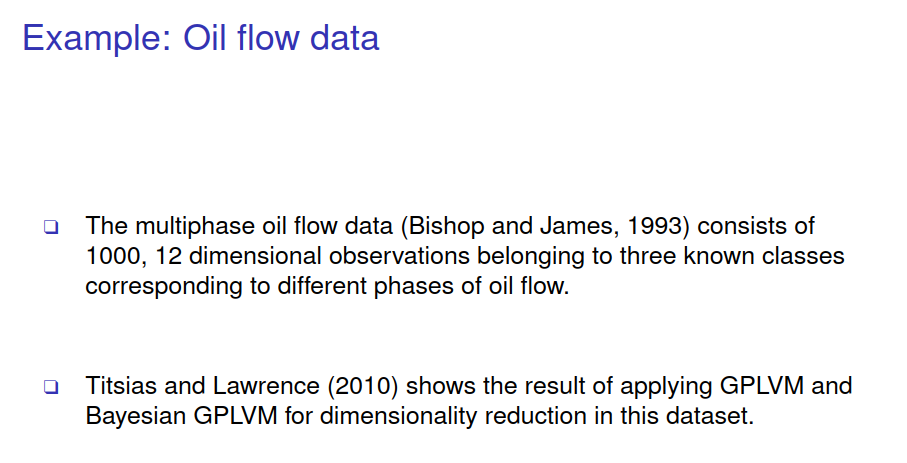 Example: Oil flow data
❑ The multiphase oil flow data (Bishop and James, 1993) consists of
1000, 12 dimensional observations belonging to three known classes
corresponding to different phases of oil flow.
❑ Titsias and Lawrence (2010) shows the result of applying GPLVM and
Bayesian GPLVM for dimensionality reduction in this dataset.